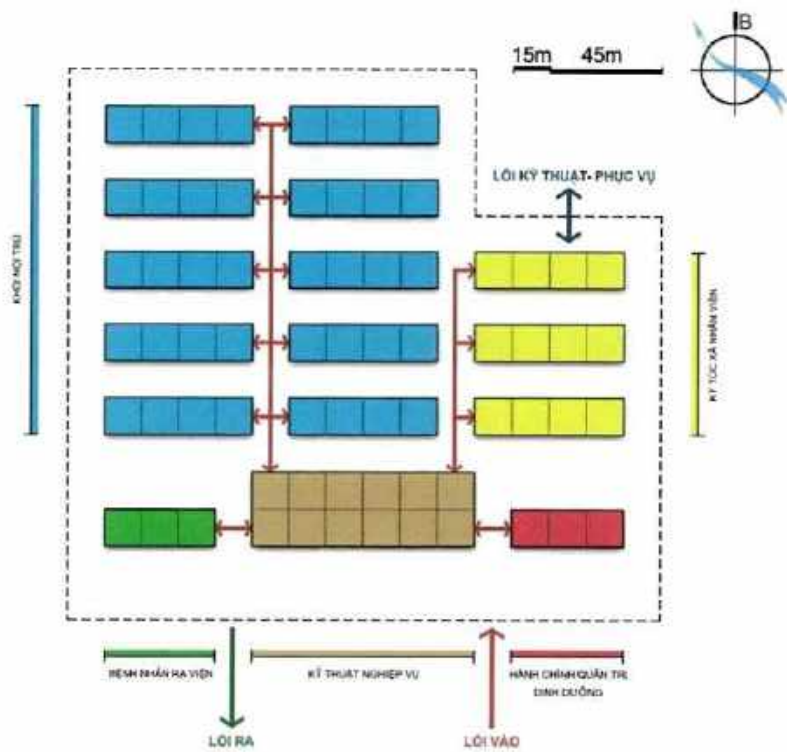 B
15m 45m
LỐI KỸ THUẬT- PHỤC VỤ
KHỐI NỘI TRÚ
KÝ TÚC XÁ NHÂN VIÊN
BỆNH NHÂN RA VIỆN
KỸ THUẬT NGHIỆP VỤ
HÀNH CHÍNH QUẢN TRỊ,
DINH DƯỠNG
LỐI RA
LỐI VÀO